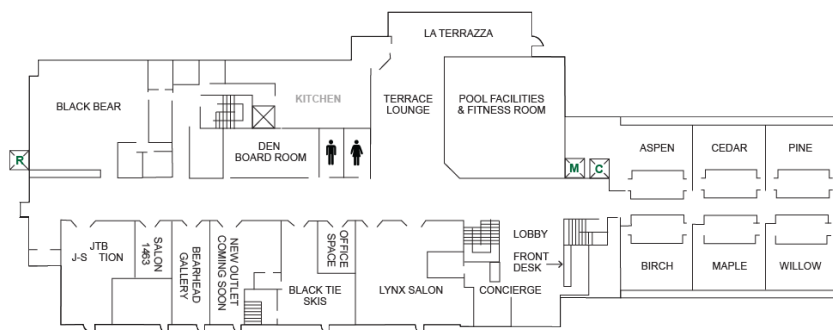 LA TERRAZZA
KITCHEN
BLACK BEAR
TERRACE
LOUNGE
POOL FACILITIES
& FITNESS ROOM
DEN
BOARD ROOM
ASPEN
CEDAR
PINE
R
M
C
JTB
J-S TION
SALON
1463
BEARHEAD
GALLERY
NEW OUTLET
COMING SOON
OFFICE
SPACE
BLACK TIE
SKIS
LYNX SALON
LOBBY
FRONT
DESK
CONCIERGE
BIRCH
MAPLE
WILLOW